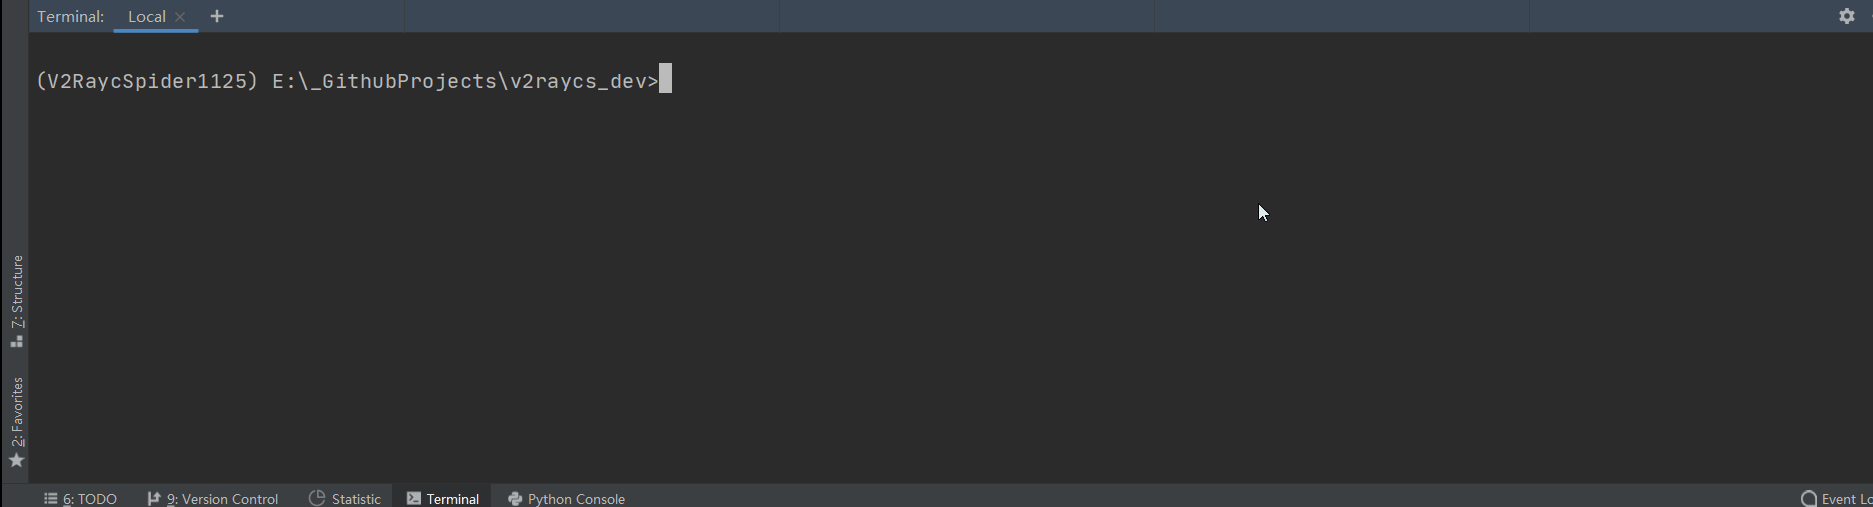 Terminal: Local
(V2RaycSpider1125) E:\_GithubProjects\v2raycs_dev>
7: Structure
2: Favorites
6: TODO 9: Version Control Statistic Terminal Python Console Event Lo